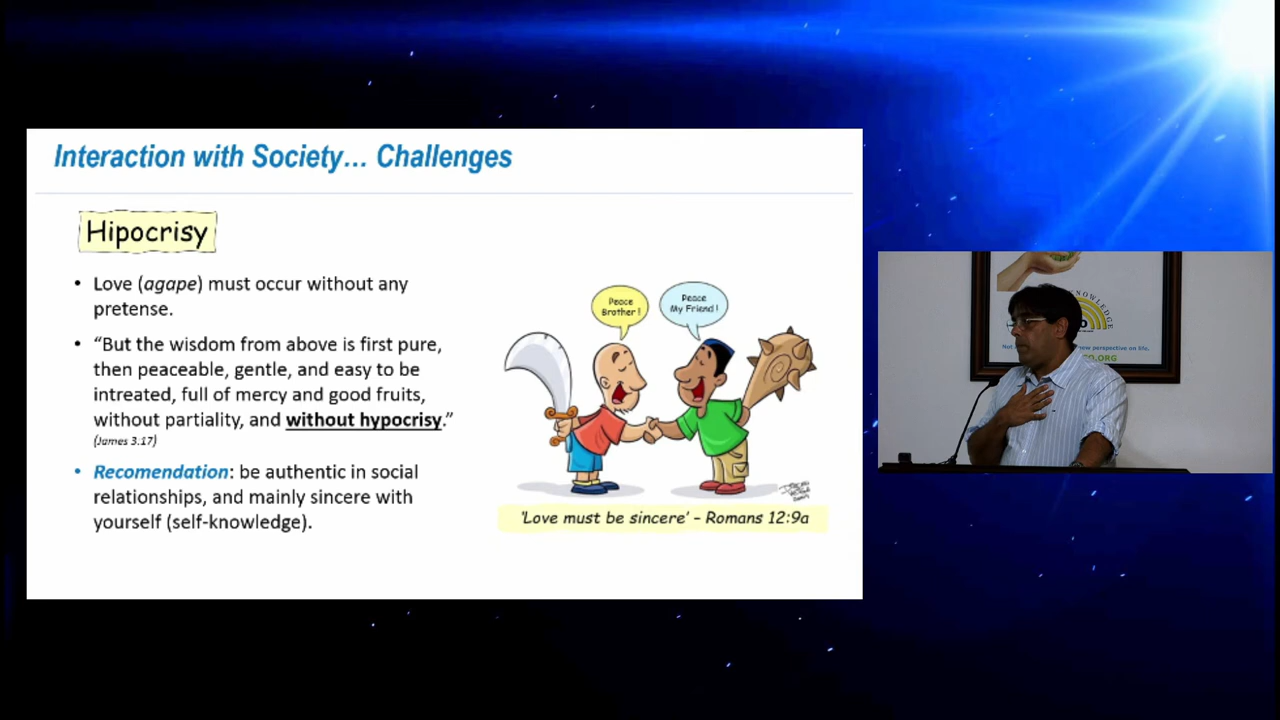 Interaction with Society… Challenges
Hipocrisy
• Love (agape) must occur without any
pretense.
• “But the wisdom from above is first pure,
then peaceable, gentle, and easy to be
intreated, full of mercy and good fruits,
without partiality, and without hypocrisy.”
(James 3.17)
• Recomendation: be authentic in social
relationships, and mainly sincere with
yourself (self-knowledge).
Peace
Brother !
Peace
My Friend !
'Love must be sincere' – Romans 12:9a
NOWLEDGE
new perspective on life.
.ORG